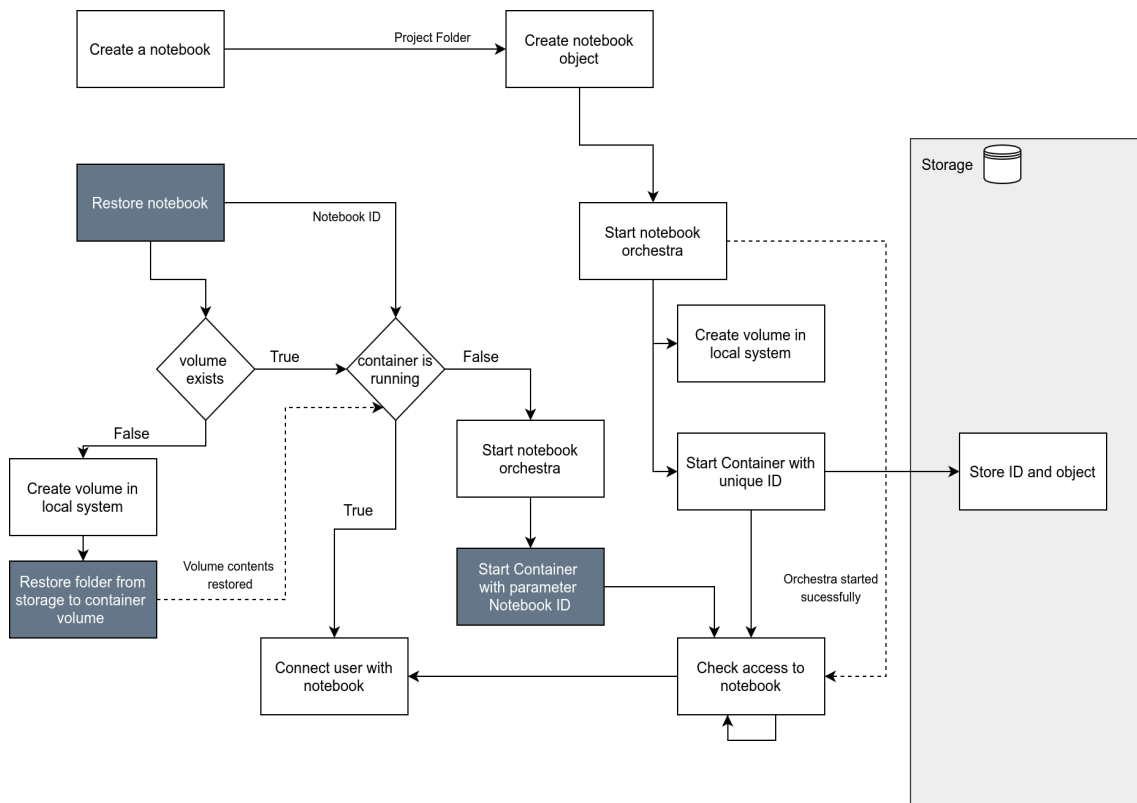 Create a notebook
Project Folder
Create notebook
object
Storage
Restore notebook
Notebook ID
Start notebook
orchestra
Create volume in
local system
volume
exists
True
container is
running
False
False
Start notebook
orchestra
Start Container with
unique ID
Store ID and object
Create volume in
local system
True
Volume contents
restored
Restore folder from
storage to container
volume
Start Container
with parameter
Notebook ID
Orchestra started
sucessfully
Connect user with
notebook
Check access to
notebook